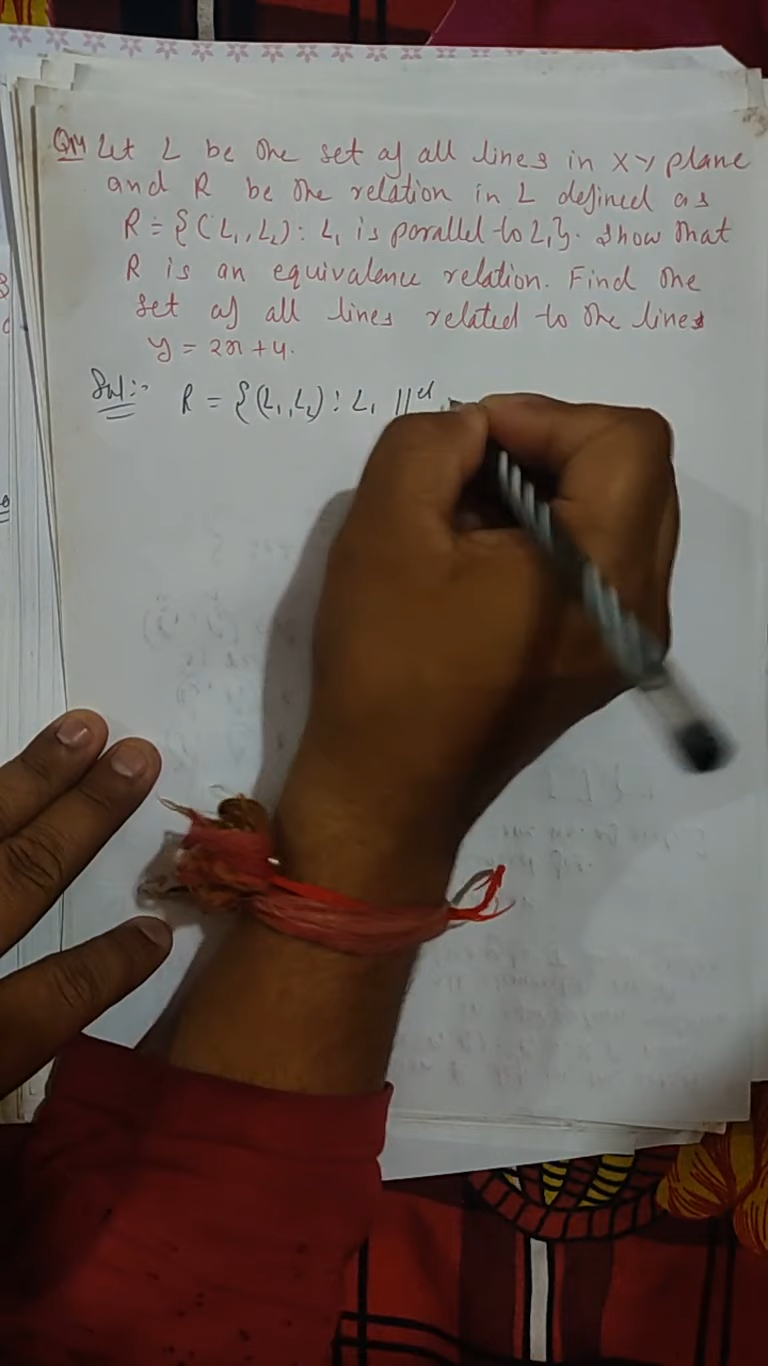 Q14 Let L be the set of all lines in XY plane
and R be the relation in L defined as
R = {(L₁, L₂) : L₁ is parallel to L₂}. Show that
R is an equivalence relation. Find the
set of all lines related to the lines
y = 2x + 4.
Sol:- R = {(L₁, L₂) : L₁ ||el